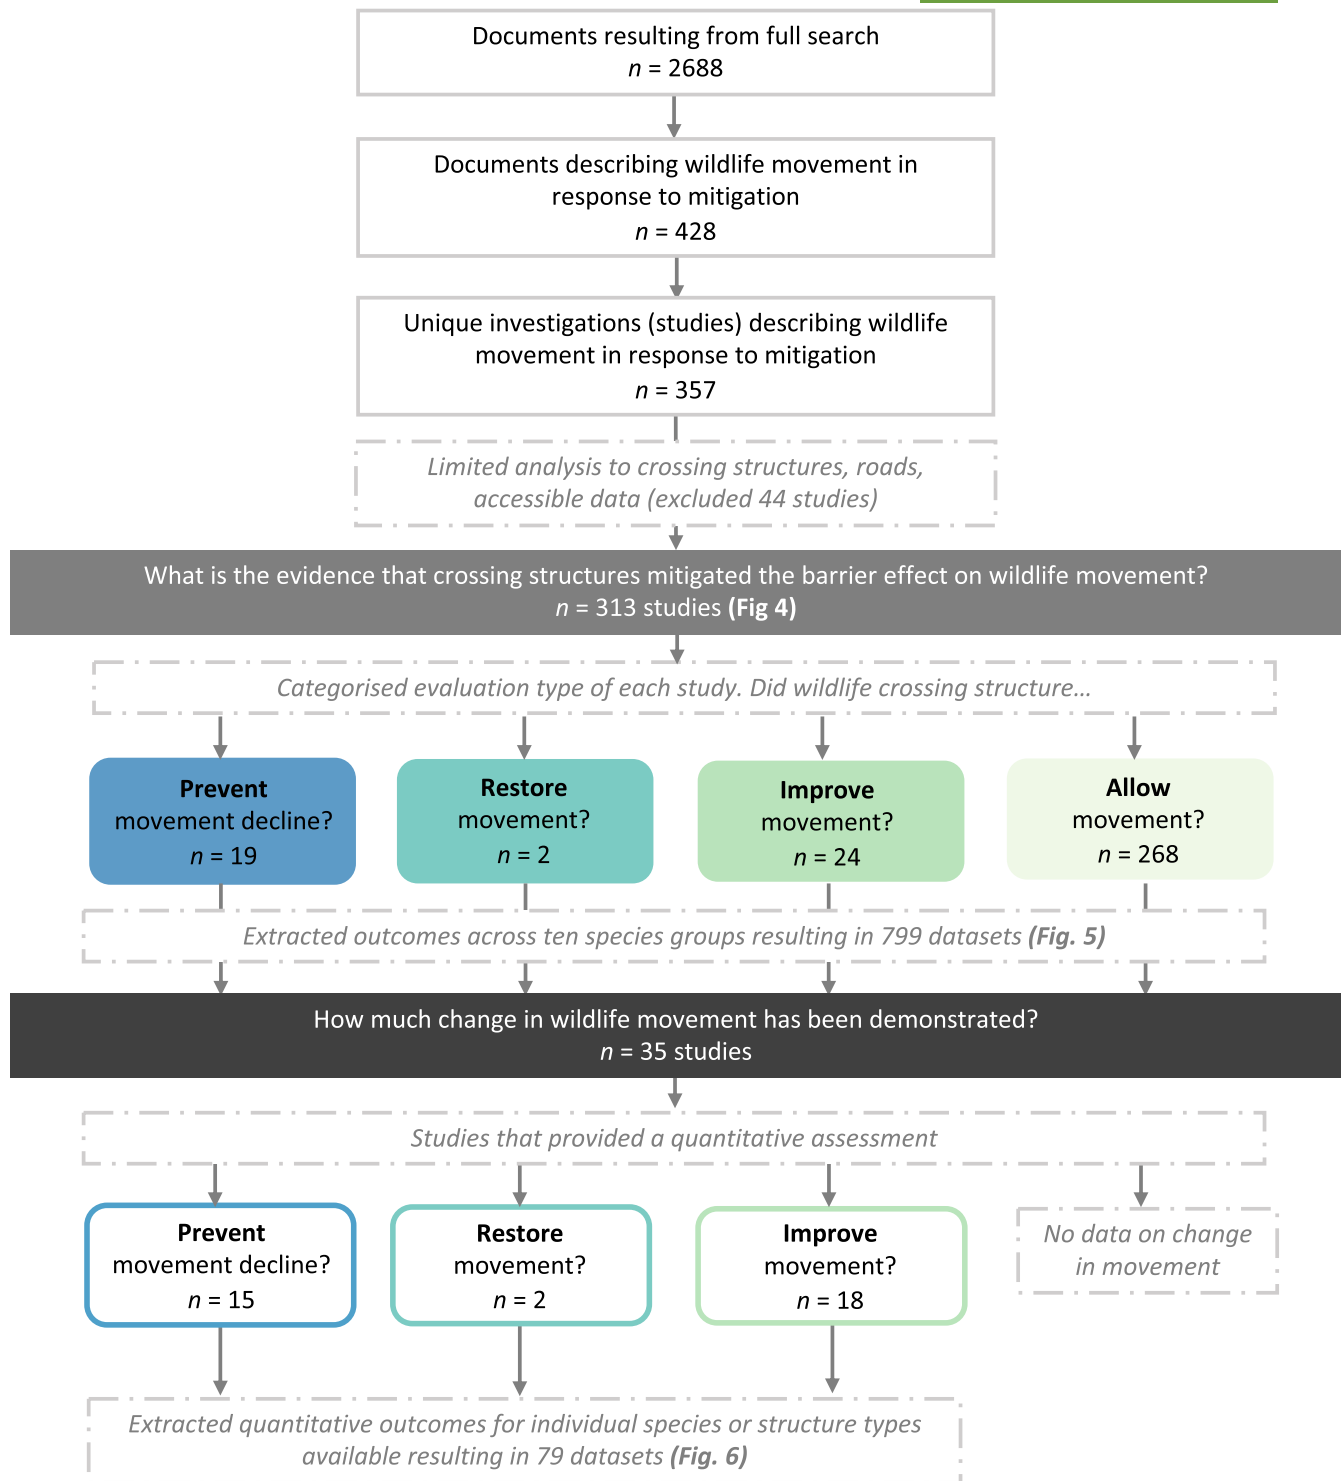 Documents resulting from full search
n = 2688
Documents describing wildlife movement in
response to mitigation
n = 428
Unique investigations (studies) describing wildlife
movement in response to mitigation
n = 357
Limited analysis to crossing structures, roads,
accessible data (excluded 44 studies)
What is the evidence that crossing structures mitigated the barrier effect on wildlife movement?
n = 313 studies (Fig 4)
Categorised evaluation type of each study. Did wildlife crossing structure...
Prevent
movement decline?
n = 19
Restore
movement?
n = 2
Improve
movement?
n = 24
Allow
movement?
n = 268
Extracted outcomes across ten species groups resulting in 799 datasets (Fig. 5)
How much change in wildlife movement has been demonstrated?
n = 35 studies
Studies that provided a quantitative assessment
Prevent
movement decline?
n = 15
Restore
movement?
n = 2
Improve
movement?
n = 18
No data on change
in movement
Extracted quantitative outcomes for individual species or structure types
available resulting in 79 datasets (Fig. 6)